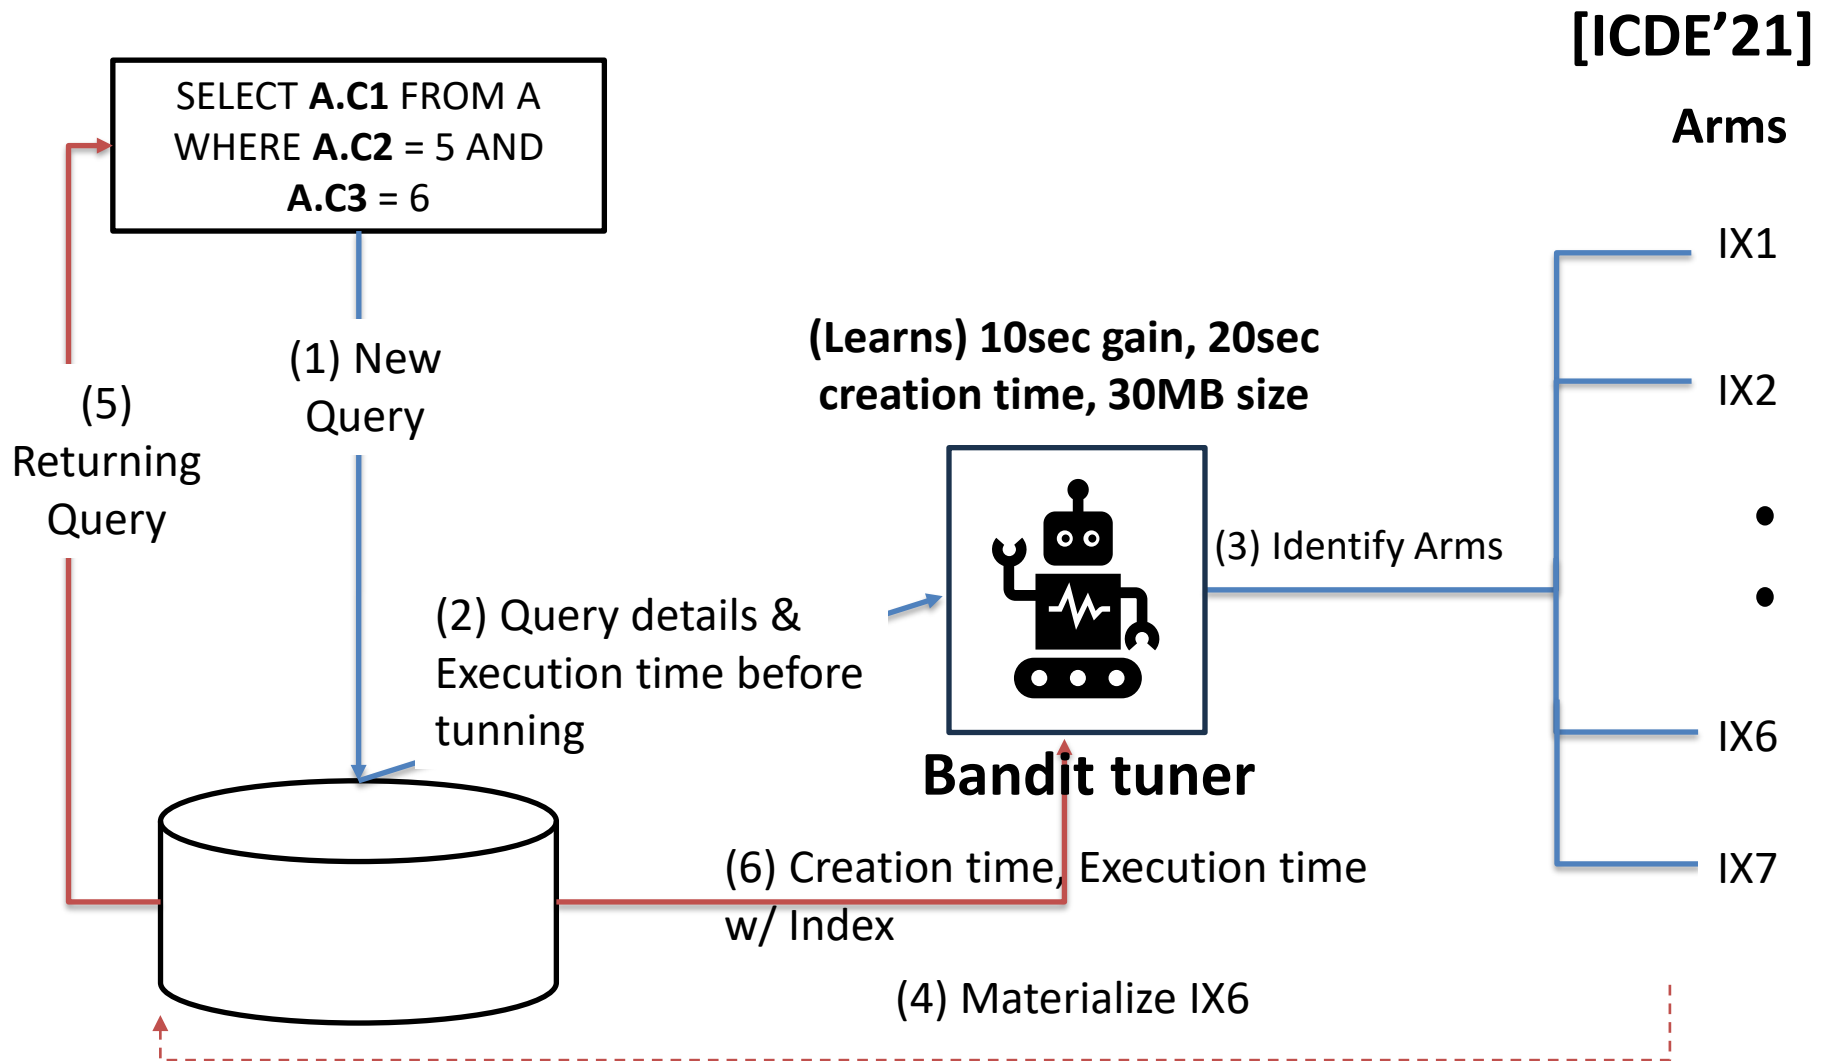 [ICDE’21]
SELECT A.C1 FROM A
WHERE A.C2 = 5 AND
A.C3 = 6
Arms
IX1
IX2
IX6
IX7
(1) New
Query
(5)
Returning
Query
(Learns) 10sec gain, 20sec
creation time, 30MB size
(3) Identify Arms
(2) Query details &
Execution time before
tunning
Bandit tuner
(6) Creation time, Execution time
w/ Index
(4) Materialize IX6